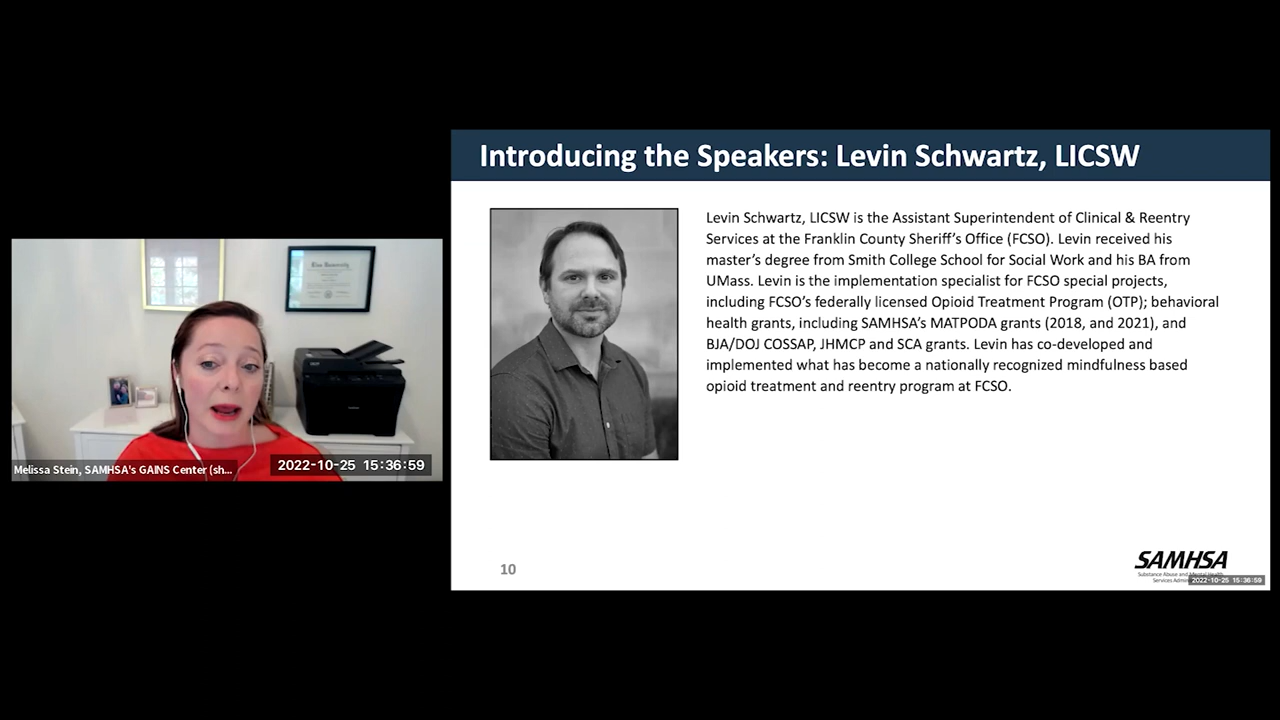 Introducing the Speakers: Levin Schwartz, LICSW
Levin Schwartz, LICSW is the Assistant Superintendent of Clinical & Reentry
Services at the Franklin County Sheriff's Office (FCSO). Levin received his
master's degree from Smith College School for Social Work and his BA from
UMass. Levin is the implementation specialist for FCSO special projects,
including FCSO's federally licensed Opioid Treatment Program (OTP); behavioral
health grants, including SAMHSA's MATPODA grants (2018, and 2021), and
BJA/DOJ COSSAP, JHMCP and SCA grants. Levin has co-developed and
implemented what has become a nationally recognized mindfulness based
opioid treatment and reentry program at FCSO.
Melissa Stein, SAMHSA's GAINS Center (sh...
2022-10-25 15:36:59
10
SAMHSA
Substance Abuse and Mental Health
Services
2022-10-25 15:36:59